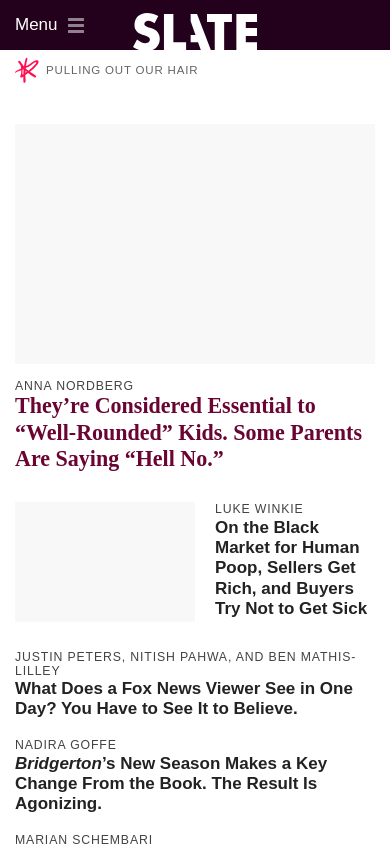 Menu
SLATE
PULLING OUT OUR HAIR
ANNA NORDBERG
They’re Considered Essential to
“Well-Rounded” Kids. Some Parents
Are Saying “Hell No.”
LUKE WINKIE
On the Black
Market for Human
Poop, Sellers Get
Rich, and Buyers
Try Not to Get Sick
JUSTIN PETERS, NITISH PAHWA, AND BEN MATHIS-
LILLEY
What Does a Fox News Viewer See in One
Day? You Have to See It to Believe.
NADIRA GOFFE
Bridgerton’s New Season Makes a Key
Change From the Book. The Result Is
Agonizing.
MARIAN SCHEMBARI